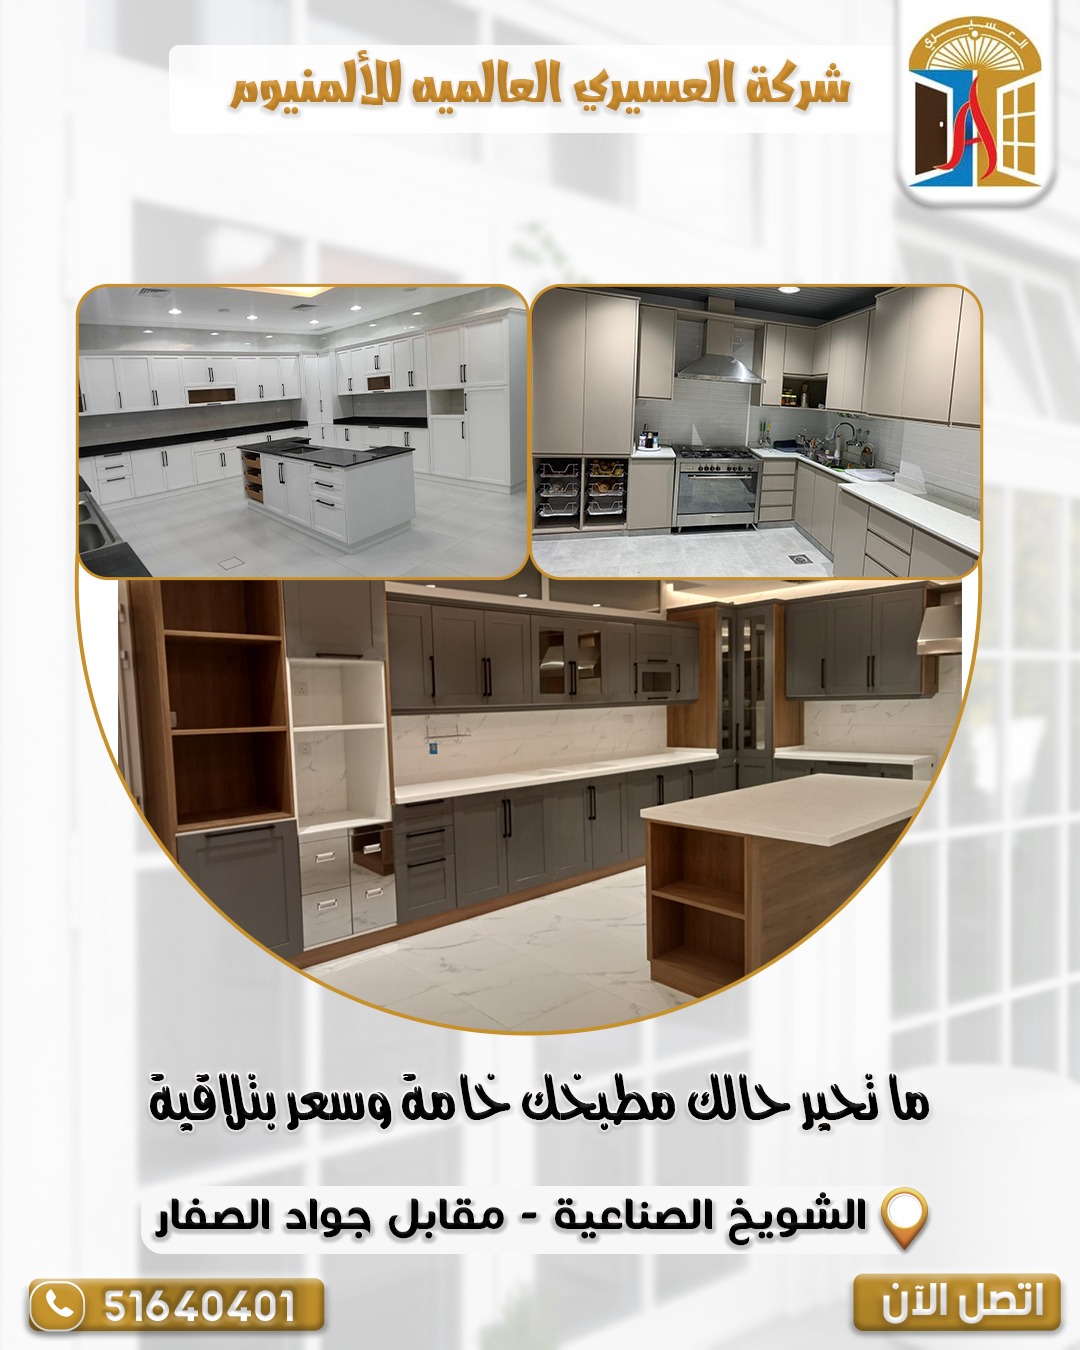 العسيري
شركة العسيري العالميه للألمنيوم
ما تحير حالك مطبخك خامة وسعر بتلاقية
الشويخ الصناعية - مقابل جواد الصفار
اتصل الآن
51640401